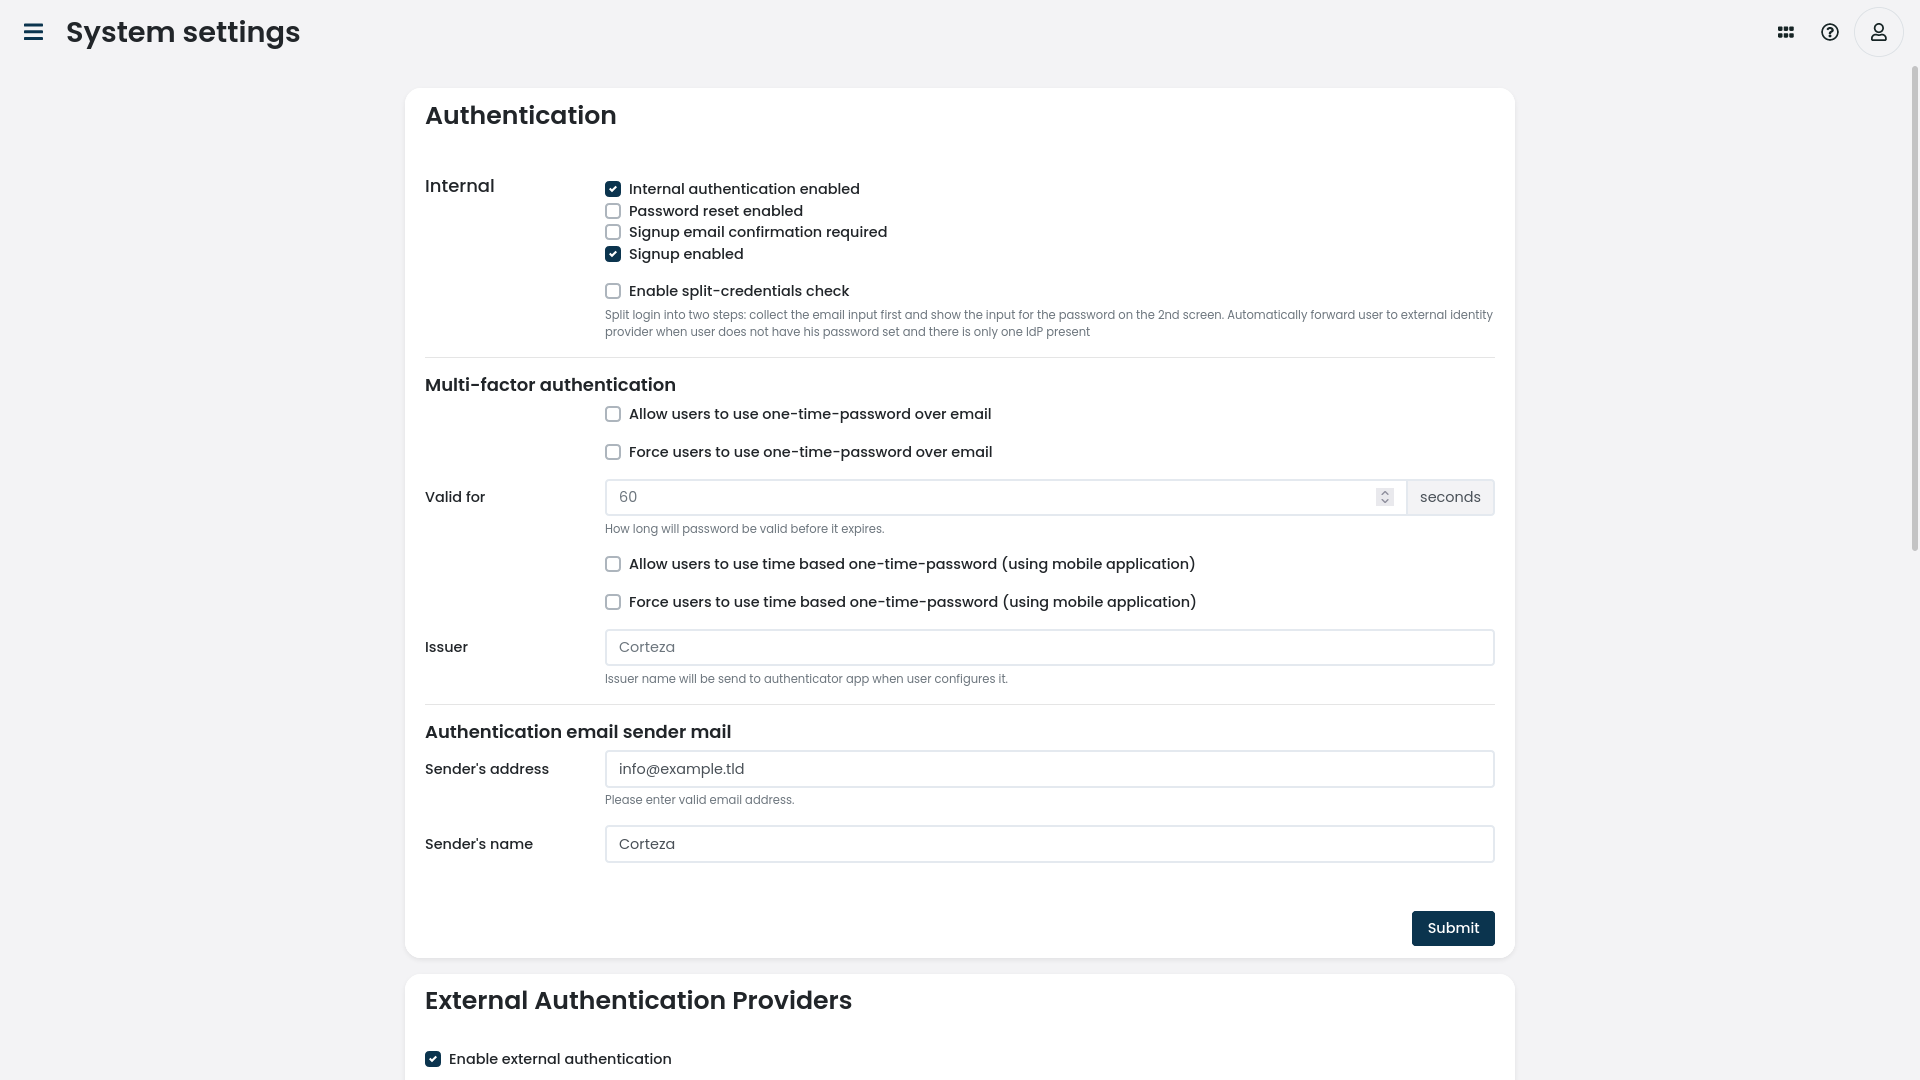 System settings
Authentication
Internal
Internal authentication enabled
Password reset enabled
Signup email confirmation required
Signup enabled
Enable split-credentials check
Split login into two steps: collect the email input first and show the input for the password on the 2nd screen. Automatically forward user to external identity
provider when user does not have his password set and there is only one IdP present
Multi-factor authentication
Allow users to use one-time-password over email
Force users to use one-time-password over email
Valid for
60
seconds
How long will password be valid before it expires.
Allow users to use time based one-time-password (using mobile application)
Force users to use time based one-time-password (using mobile application)
Issuer
Corteza
Issuer name will be send to authenticator app when user configures it.
Authentication email sender mail
Sender's address
info@example.tld
Please enter valid email address.
Sender's name
Corteza
Submit
External Authentication Providers
Enable external authentication